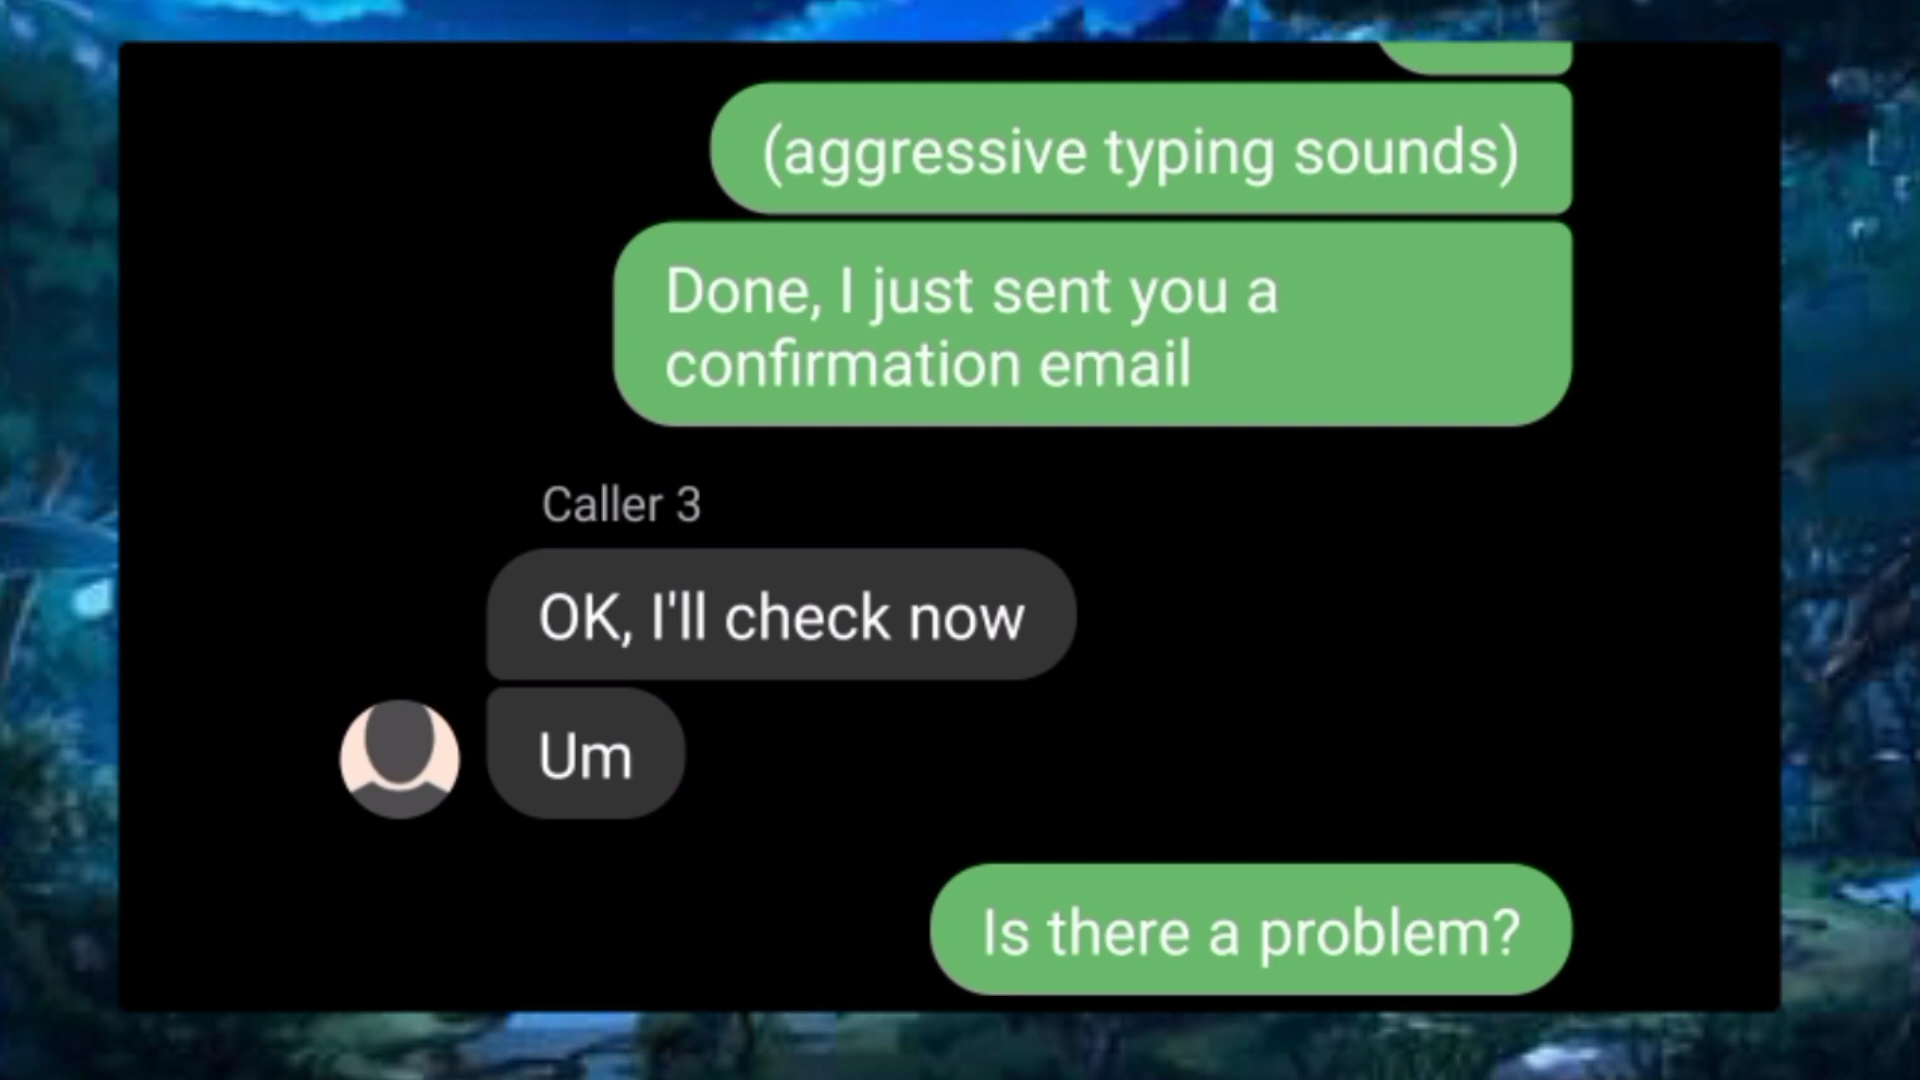 (aggressive typing sounds)
Done, I just sent you a
confirmation email
Caller 3
OK, I'll check now
Um
Is there a problem?